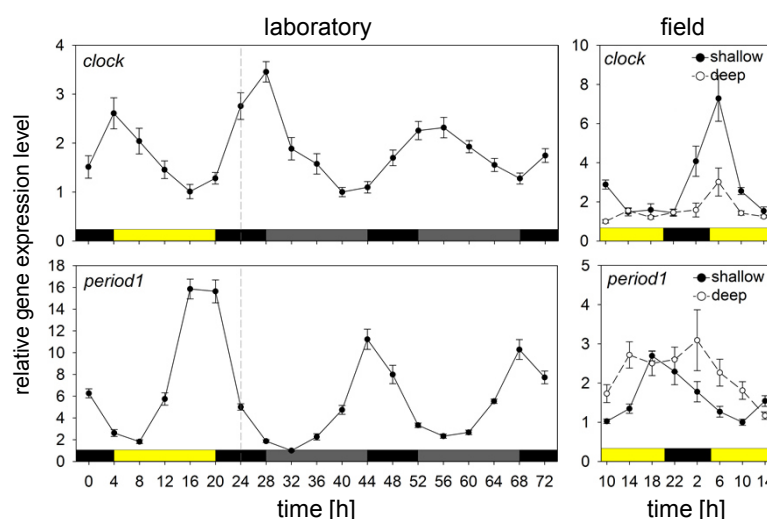 laboratory
field
relative gene expression level
clock
4
3
2
1
0
clock
shallow
deep
10
8
6
4
2
0
period1
18
16
14
12
10
8
6
4
2
0
0 4 8 12 16 20 24 28 32 36 40 44 48 52 56 60 64 68 72
time [h]
period1
shallow
deep
5
4
3
2
1
0
10 14 18 22 2 6 10 14
time [h]